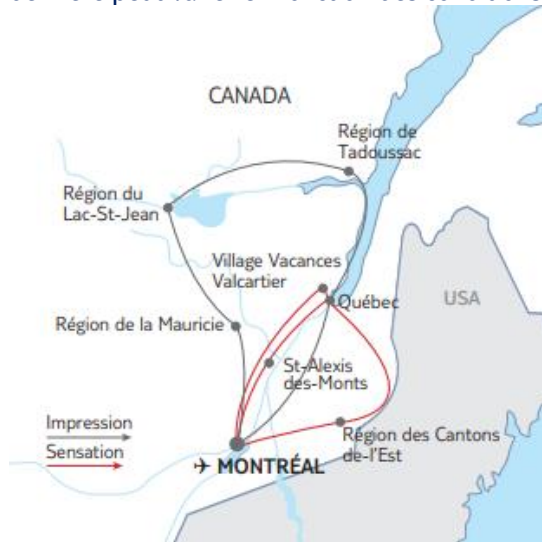 CANADA
Région de
Tadoussac
Région du
Lac-St-Jean
Village Vacances
Valcartier
Québec
USA
Région de la Mauricie
St-Alexis
des-Monts
Impression
Sensation
Région des Cantons
de-l'Est
MONTRÉAL